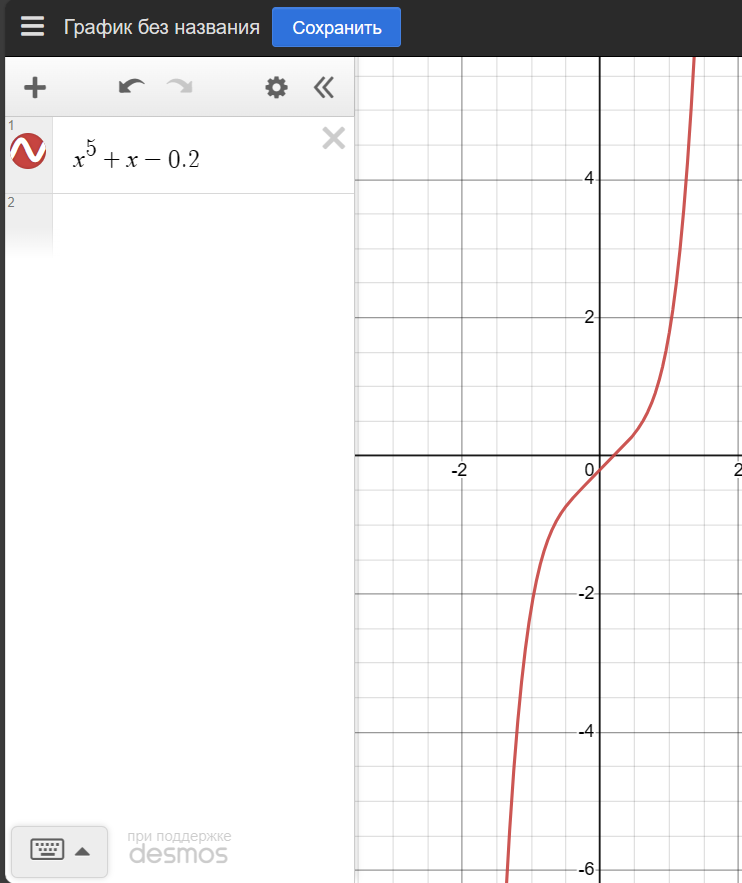 График без названия
Сохранить
1
x^5 + x − 0.2
2
4
2
-2
0
2
-2
-4
-6
при поддержке
desmos